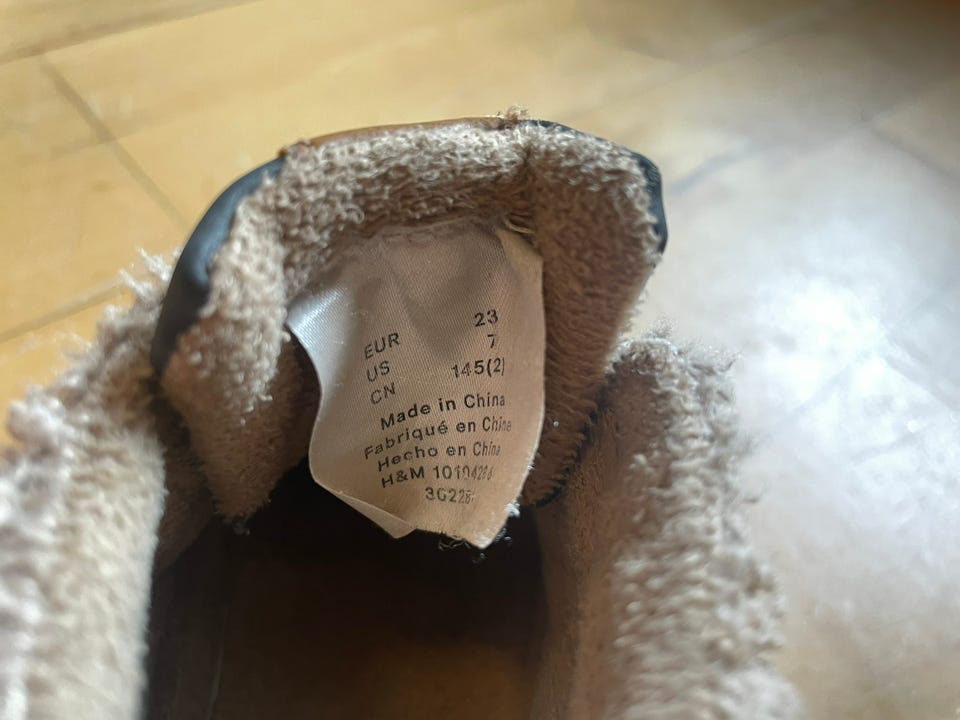 EUR 23
US 7
CN 145(2)
Made in China
Fabriqué en Chine
Hecho en China
H&M